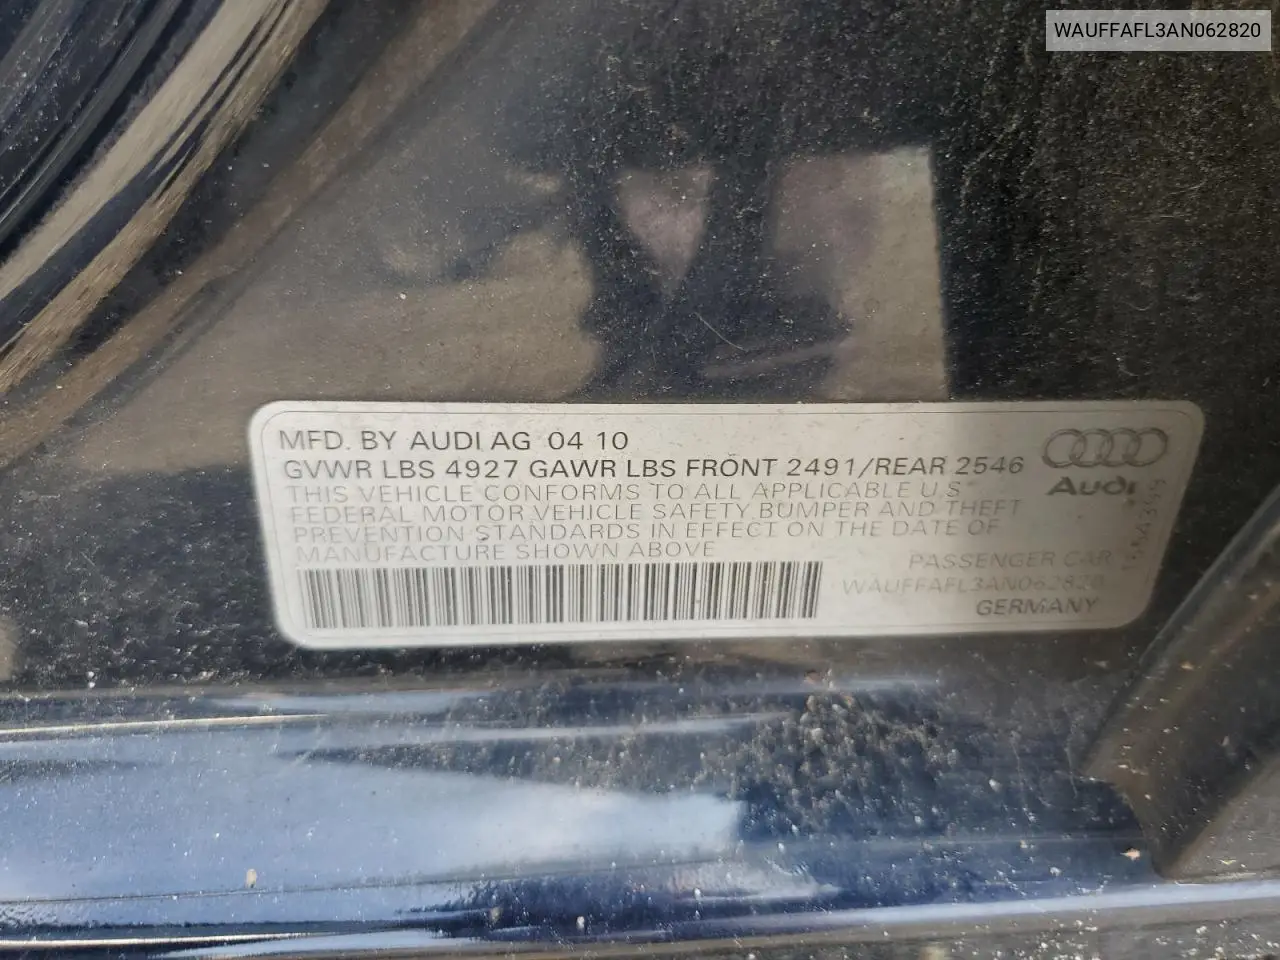 WAUFFAFL3AN062820
MFD. BY AUDI AG 04 10
GVWR LBS 4927 GAWR LBS FRONT 2491/REAR 2546
THIS VEHICLE CONFORMS TO ALL APPLICABLE U S
FEDERAL MOTOR VEHICLE SAFETY, BUMPER AND THEFT
PREVENTION STANDARDS IN EFFECT ON THE DATE OF
MANUFACTURE SHOWN ABOVE
Audi
PASSENGER CAR
WAUFFAFL3AN062820
GERMANY